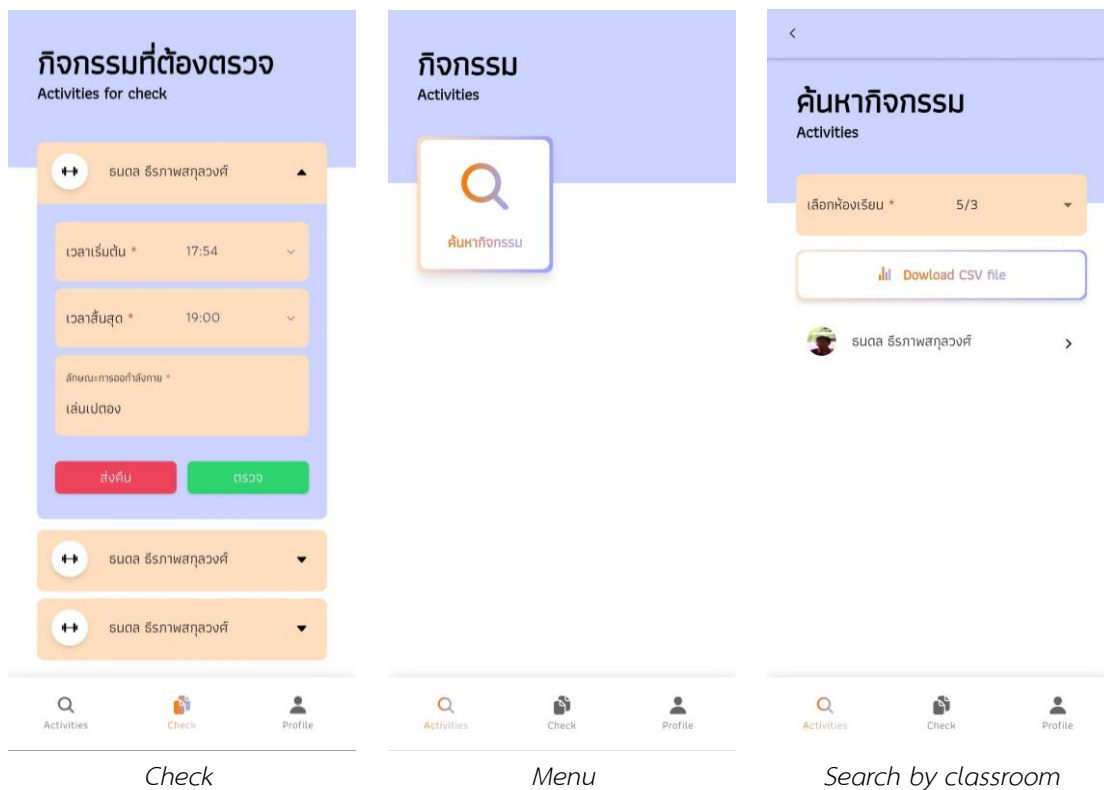 กิจกรรมที่ต้องตรวจ
Activities for check
ธนดล ธีรภาพสกุลวงศ์
เวลาเริ่มต้น * 17:54
เวลาสิ้นสุด * 19:00
ลักษณะการออกกำลังกาย *
เล่นเปตอง
ส่งคืน ตรวจ
ธนดล ธีรภาพสกุลวงศ์
ธนดล ธีรภาพสกุลวงศ์
Activities Check Profile
Check
กิจกรรม
Activities
ค้นหากิจกรรม
Activities Check Profile
Menu
ค้นหากิจกรรม
Activities
เลือกห้องเรียน * 5/3
Dowload CSV file
ธนดล ธีรภาพสกุลวงศ์
Activities Check Profile
Search by classroom